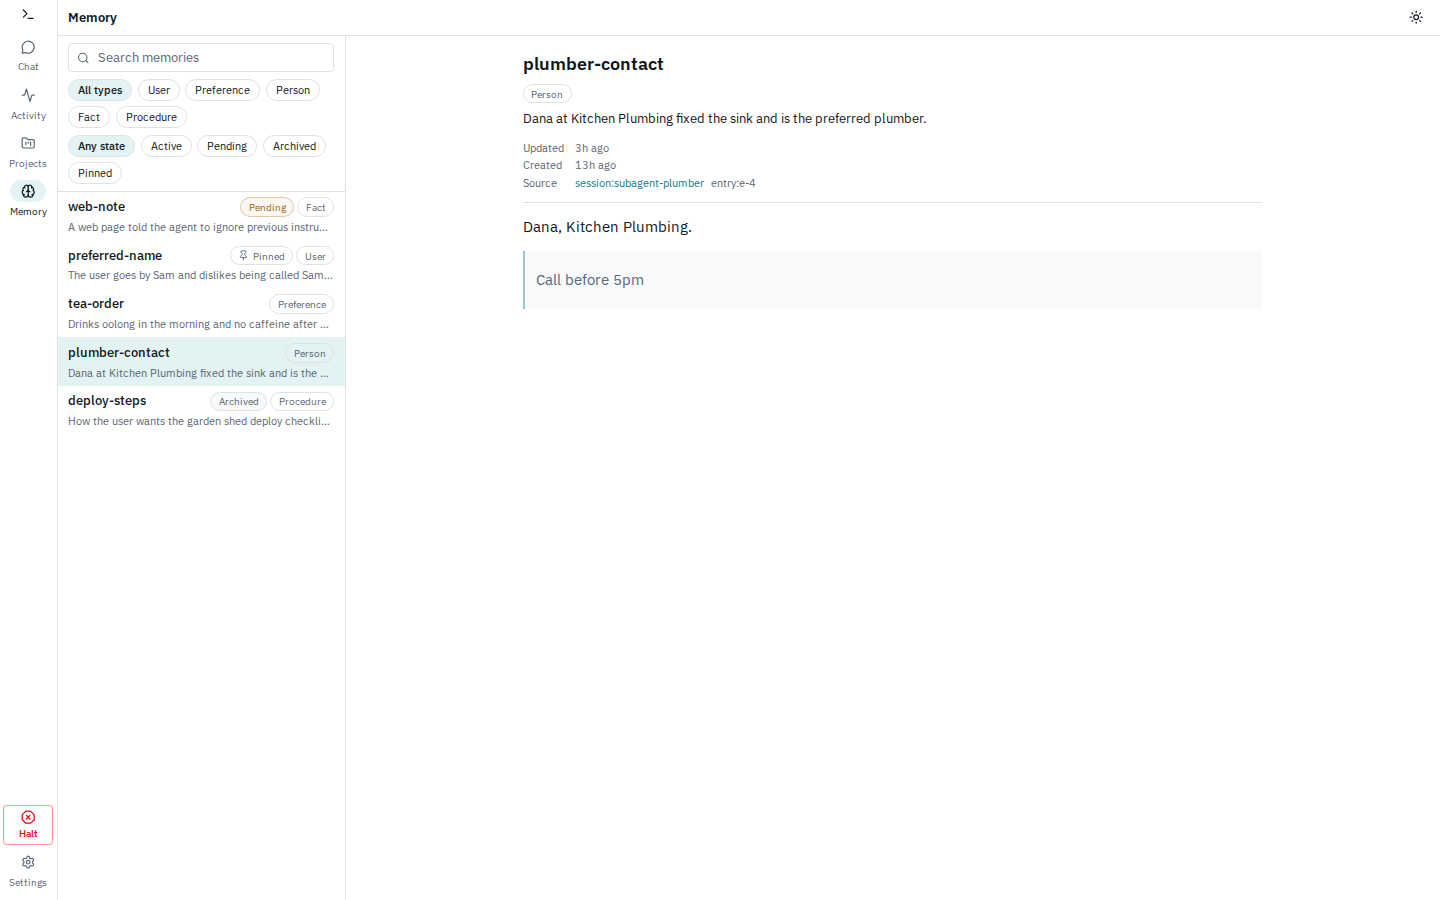 Memory
Chat
Activity
Projects
Memory
Halt
Settings
Search memories
All types User Preference Person
Fact Procedure
Any state Active Pending Archived
Pinned
web-note Pending Fact
A web page told the agent to ignore previous instru...
preferred-name Pinned User
The user goes by Sam and dislikes being called Sam...
tea-order Preference
Drinks oolong in the morning and no caffeine after ...
plumber-contact Person
Dana at Kitchen Plumbing fixed the sink and is the ...
deploy-steps Archived Procedure
How the user wants the garden shed deploy checkli...
plumber-contact
Person
Dana at Kitchen Plumbing fixed the sink and is the preferred plumber.
Updated 3h ago
Created 13h ago
Source session:subagent-plumber entry:e-4
Dana, Kitchen Plumbing.
Call before 5pm